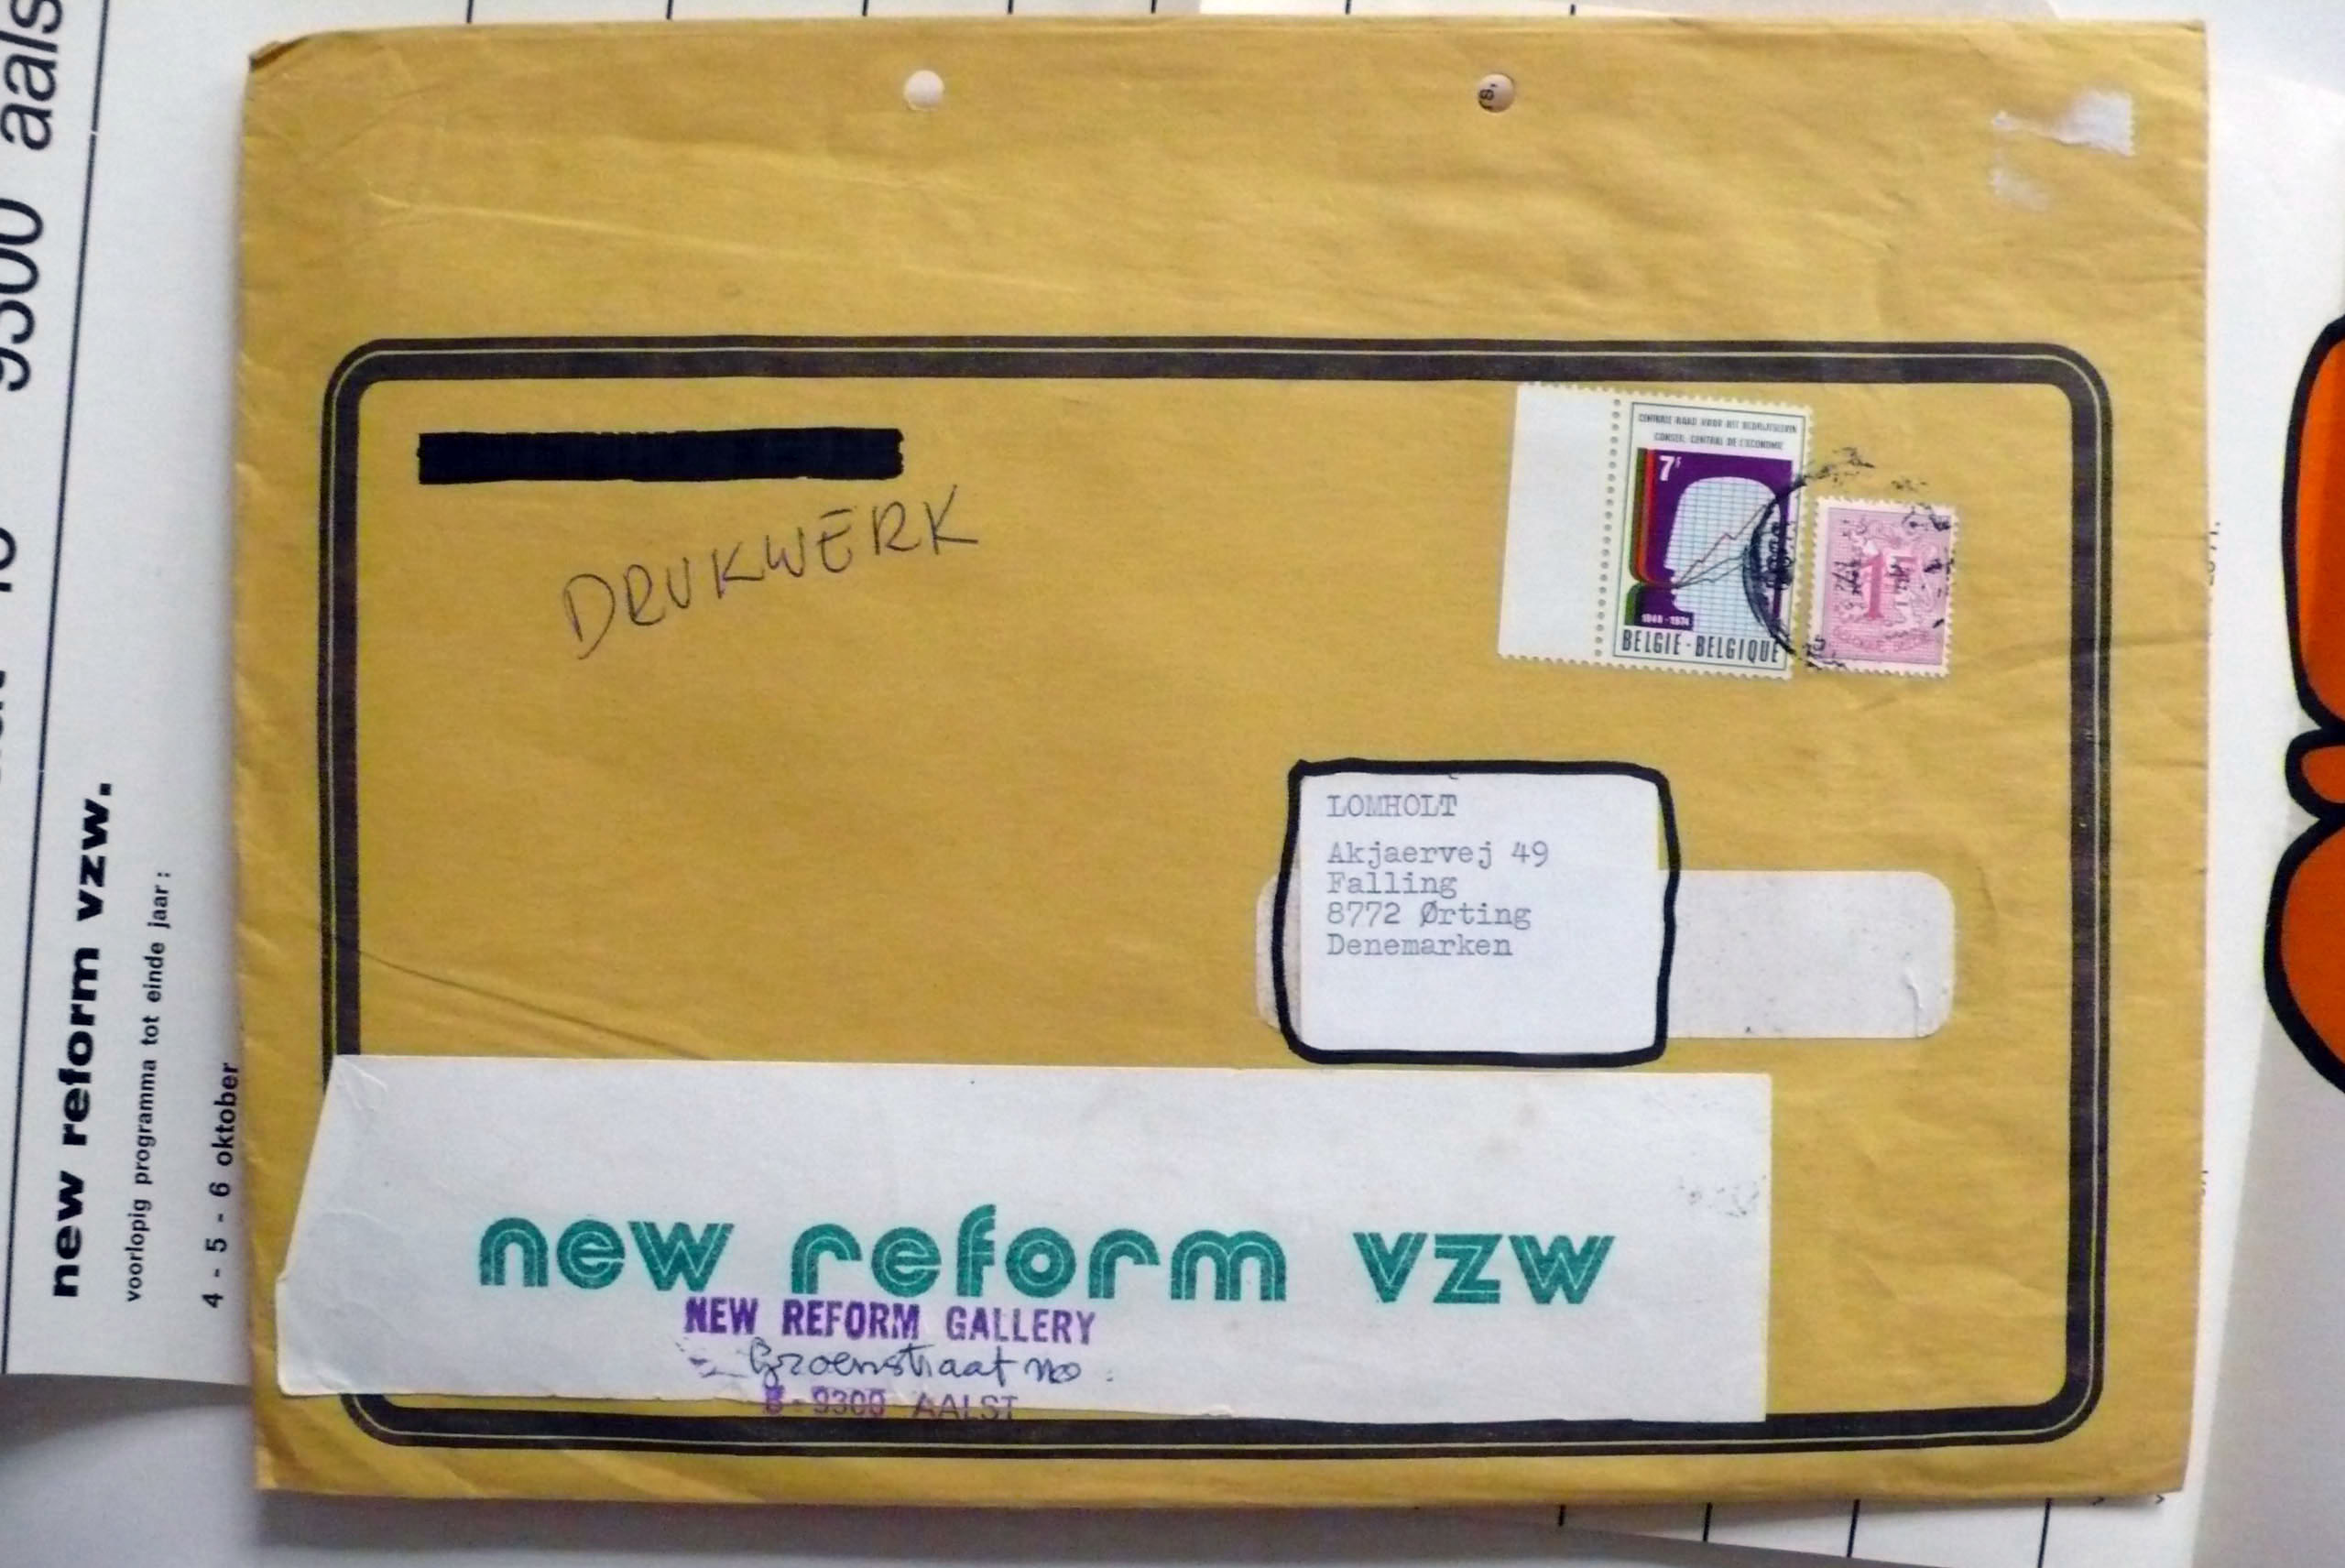 9300 aals
new reform vzw.
voorlopig programma tot einde jaar:
4 - 5 - 6 oktober
DRUKWERK
CENTRALE RAAD VOOR HET BEDRIJFSLEVEN
CONSEIL CENTRAL DE L'ECONOMIE
7F
1948 - 1974
BELGIE - BELGIQUE
1F
LOMHOLT
Akjaervej 49
Falling
8772 Ørting
Denemarken
new reform vzw
NEW REFORM GALLERY
Groenstraat
B - 9300 AALST